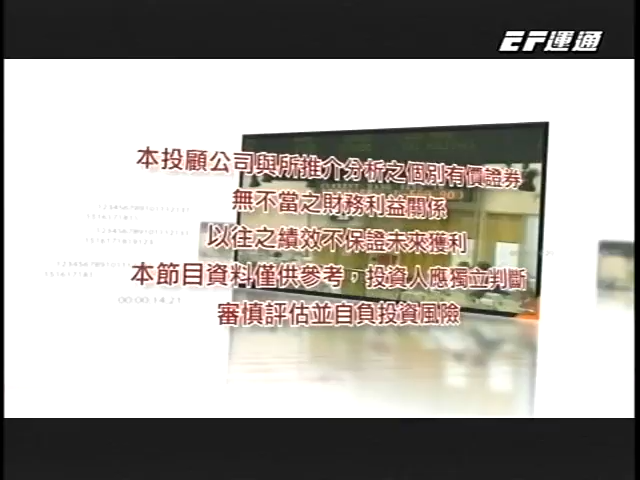 EF運通
本投顧公司與所推介分析之個別有價證券
無不當之財務利益關係
以往之績效不保證未來獲利
本節目資料僅供參考，投資人應獨立判斷
審慎評估並自負投資風險
00:00:14.21